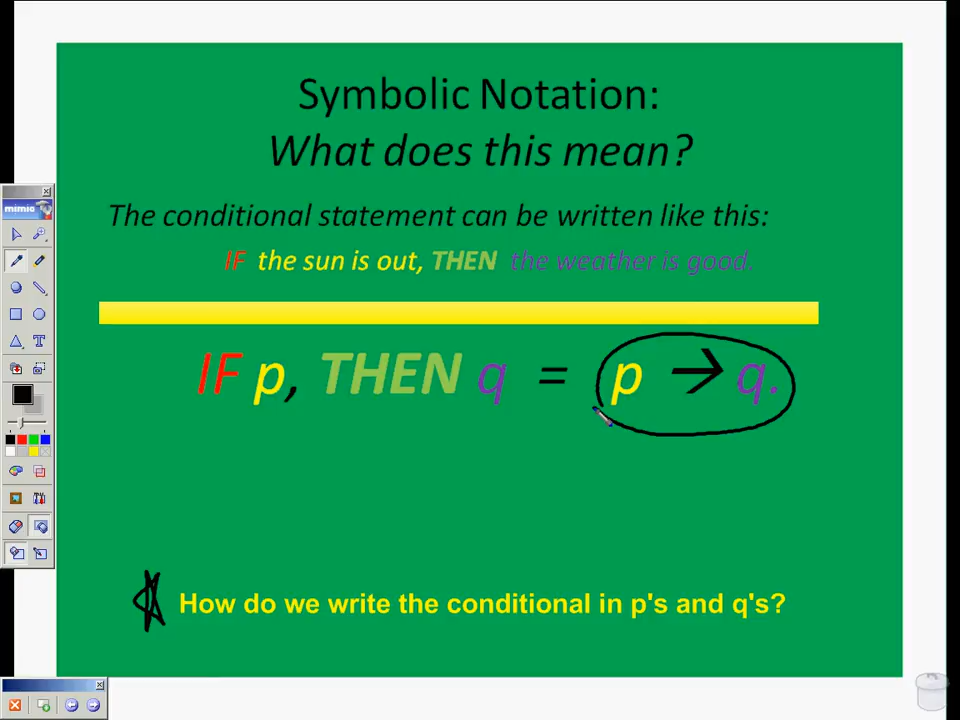 Symbolic Notation:
What does this mean?
The conditional statement can be written like this:
IF the sun is out, THEN the weather is good.
mimio
IF p, THEN q = p → q.
How do we write the conditional in p's and q's?